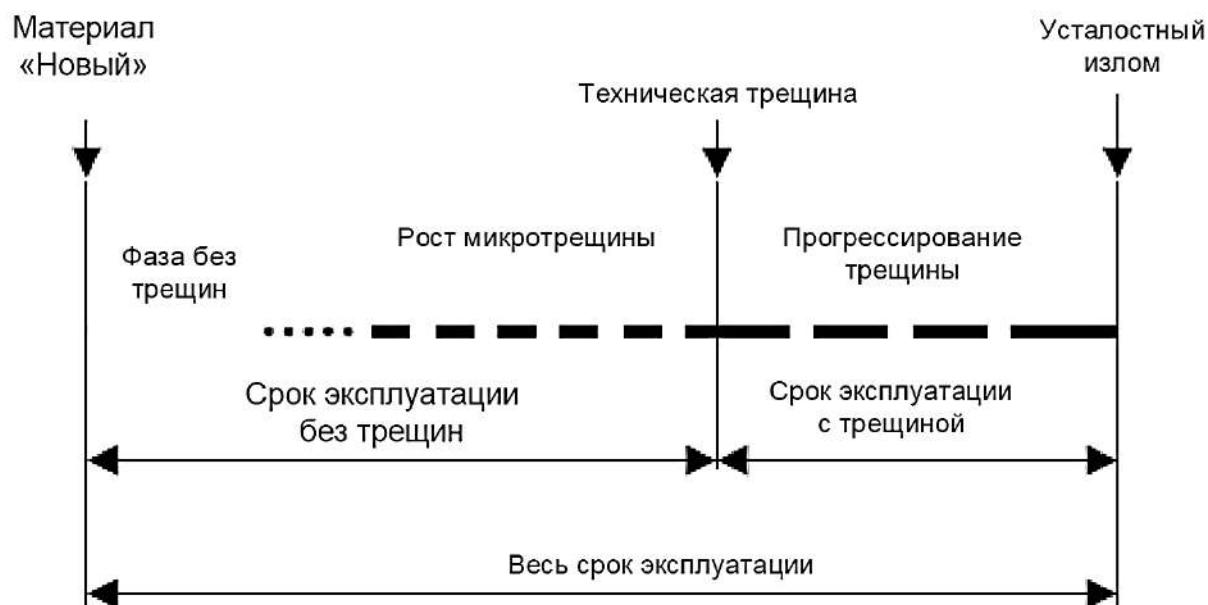 Материал
«Новый»
Усталостный
излом
Техническая трещина
Фаза без
трещин
Рост микротрещины
Прогрессирование
трещины
Срок эксплуатации
без трещин
Срок эксплуатации
с трещиной
Весь срок эксплуатации